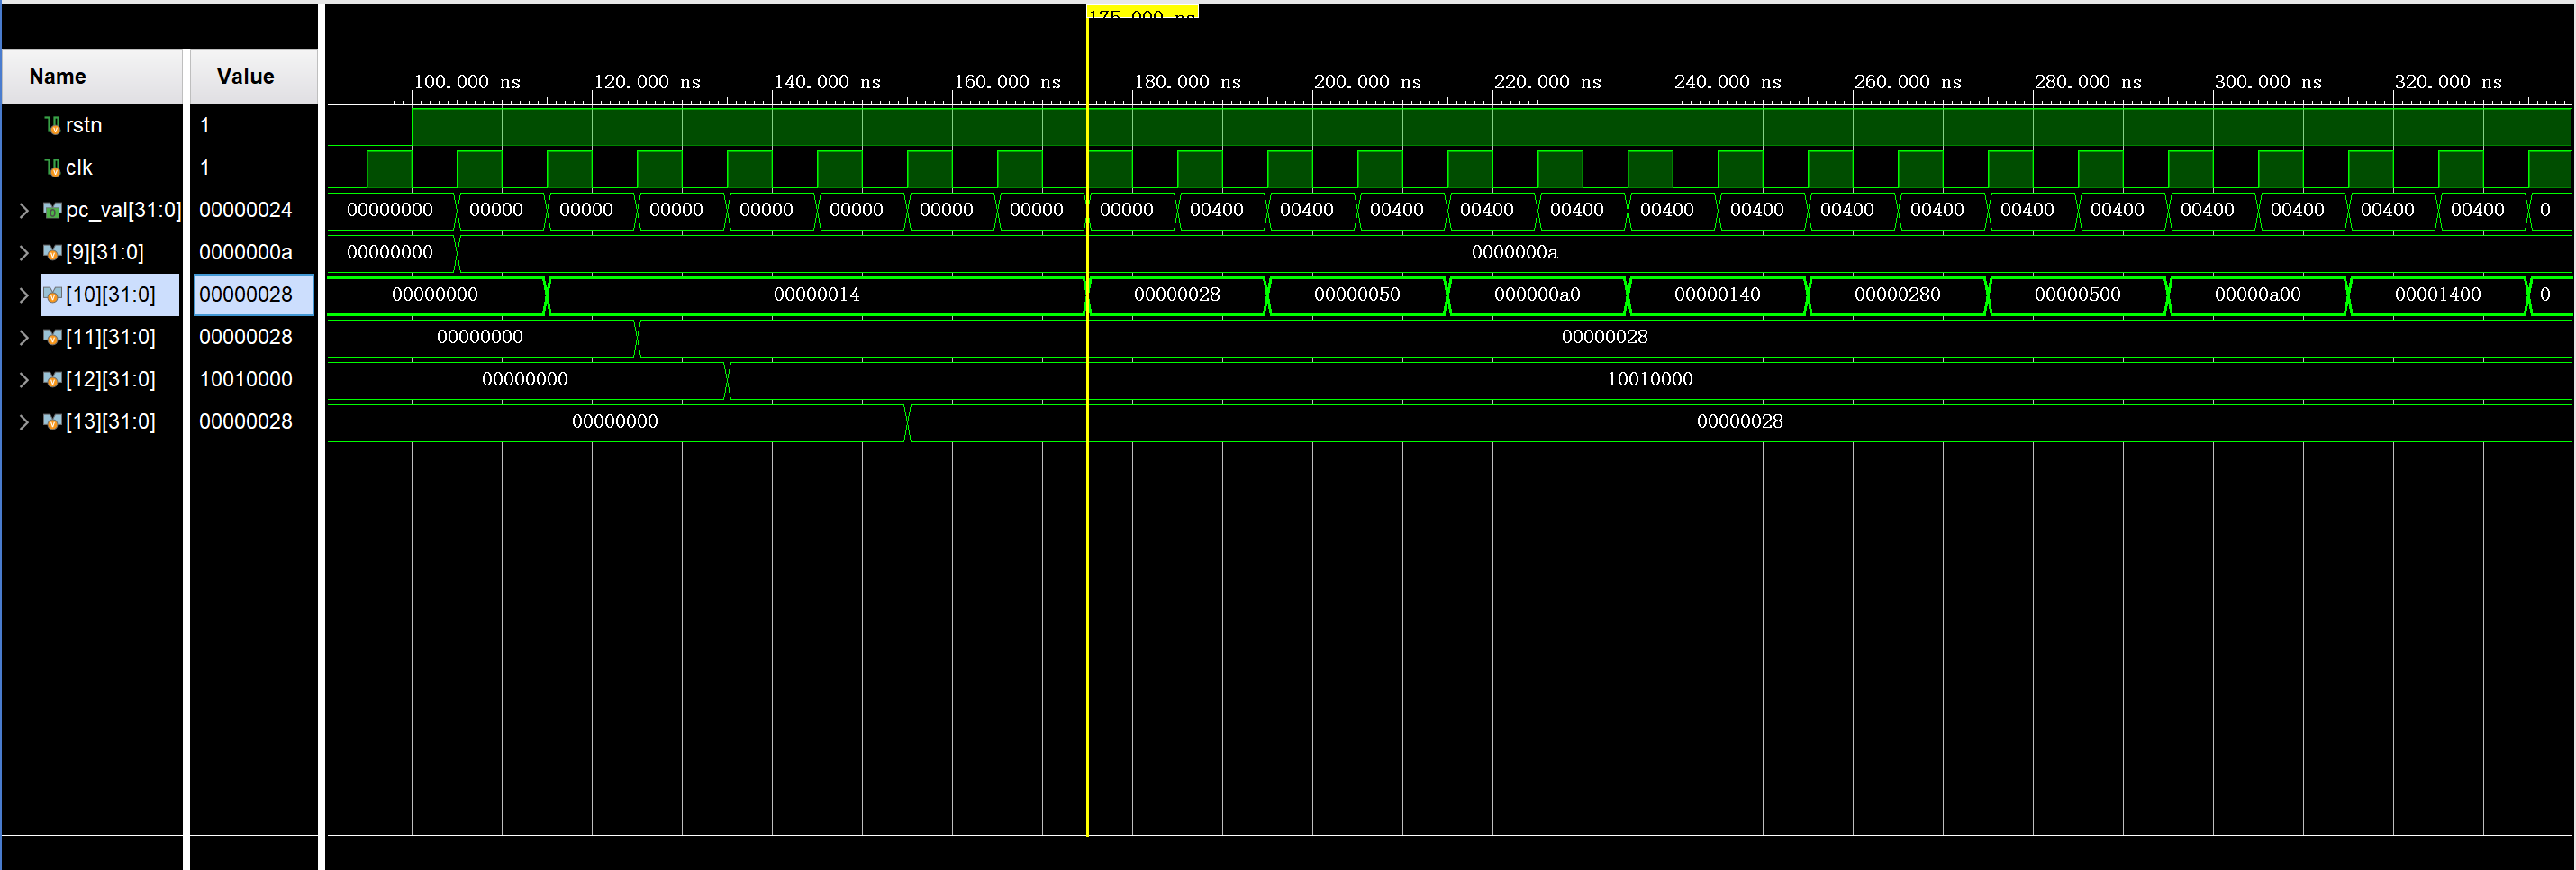 175.000 ns
Name Value
100.000 ns 120.000 ns 140.000 ns 160.000 ns 180.000 ns 200.000 ns 220.000 ns 240.000 ns 260.000 ns 280.000 ns 300.000 ns 320.000 ns
rstn 1
clk 1
pc_val[31:0] 00000024 00000000 00000 00000 00000 00000 00000 00000 00000 00000 00400 00400 00400 00400 00400 00400 00400 00400 00400 00400 00400 00400 00400 00400 00400 0
[9][31:0] 0000000a 00000000 0000000a
[10][31:0] 00000028 00000000 00000014 00000028 00000050 000000a0 00000140 00000280 00000500 00000a00 00001400 0
[11][31:0] 00000028 00000000 00000028
[12][31:0] 10010000 00000000 10010000
[13][31:0] 00000028 00000000 00000028